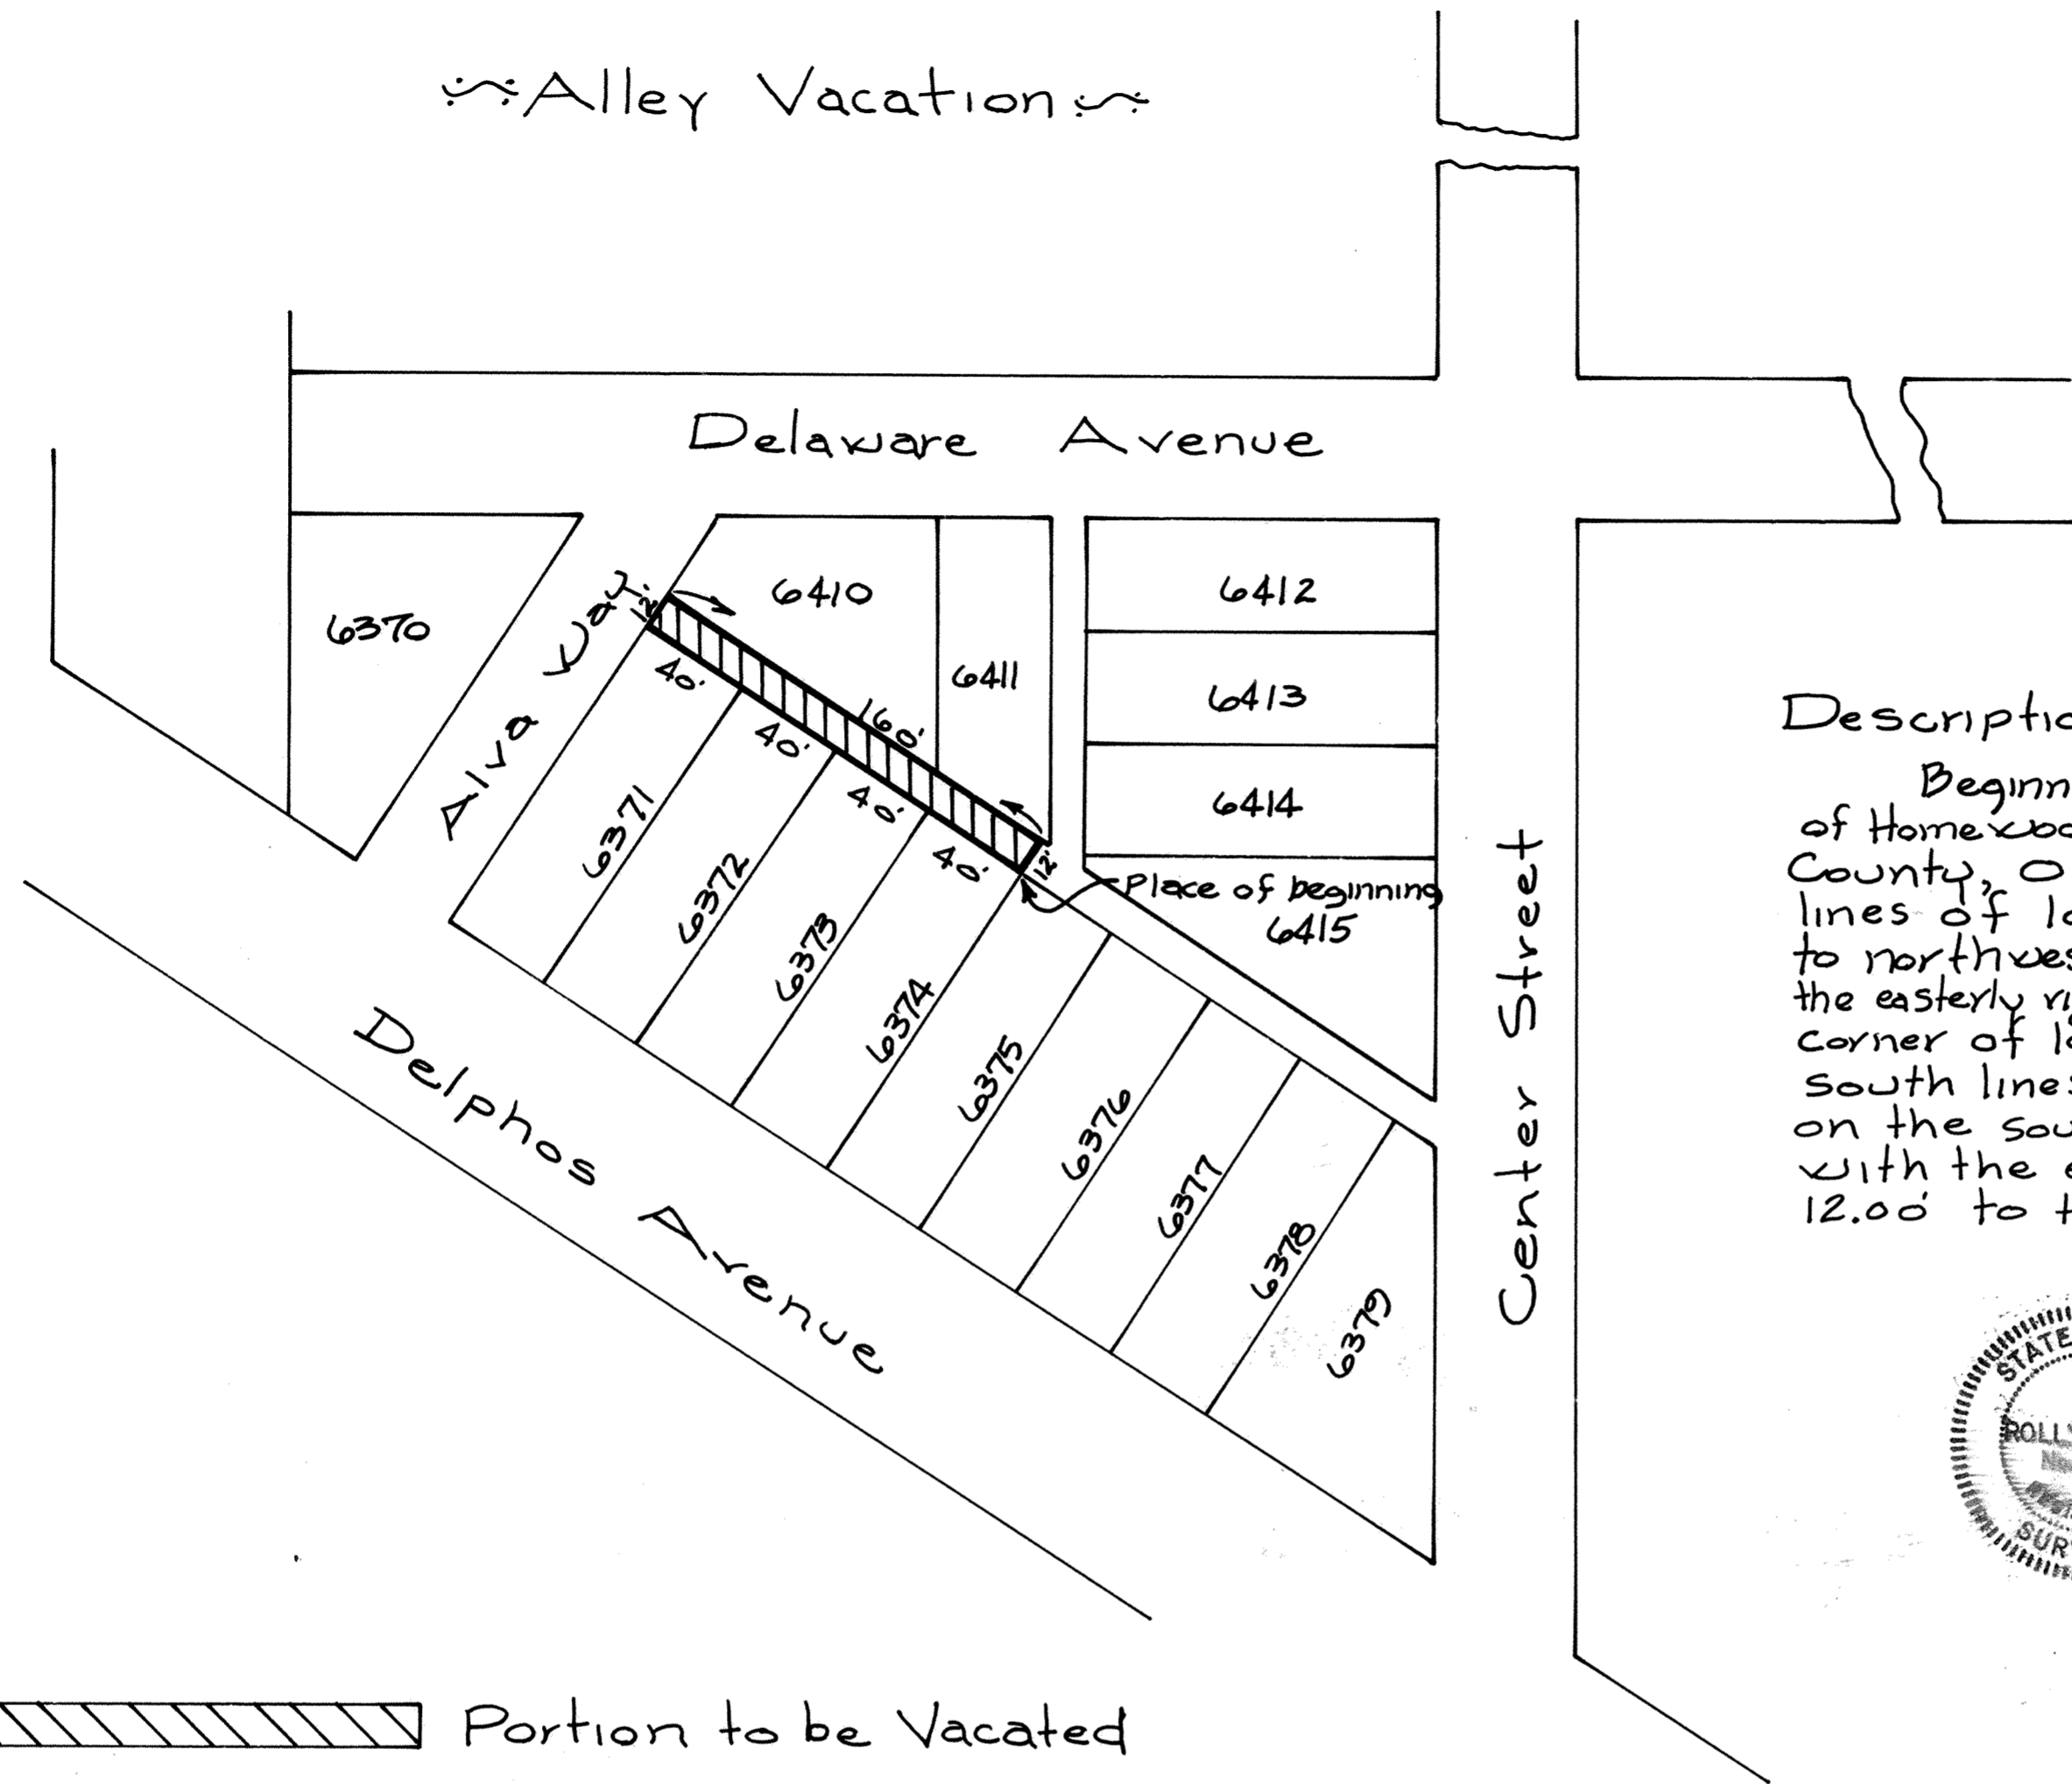 Alley Vacation
Delaware Avenue
6370
Alva
12'
6410
6411
6412
6413
6414
6415
40'
40'
40'
40'
160'
12'
Place of beginning
6371
6372
6373
6374
6375
6376
6377
6378
6379
Delphos Avenue
Center Street
Descriptio
Beginn
of Homewoo
County, O
lines of lo
to northwes
the easterly ri
corner of lo
south lines
on the sou
with the e
12.00' to t
STATE
ROLL
SUR
Portion to be Vacated